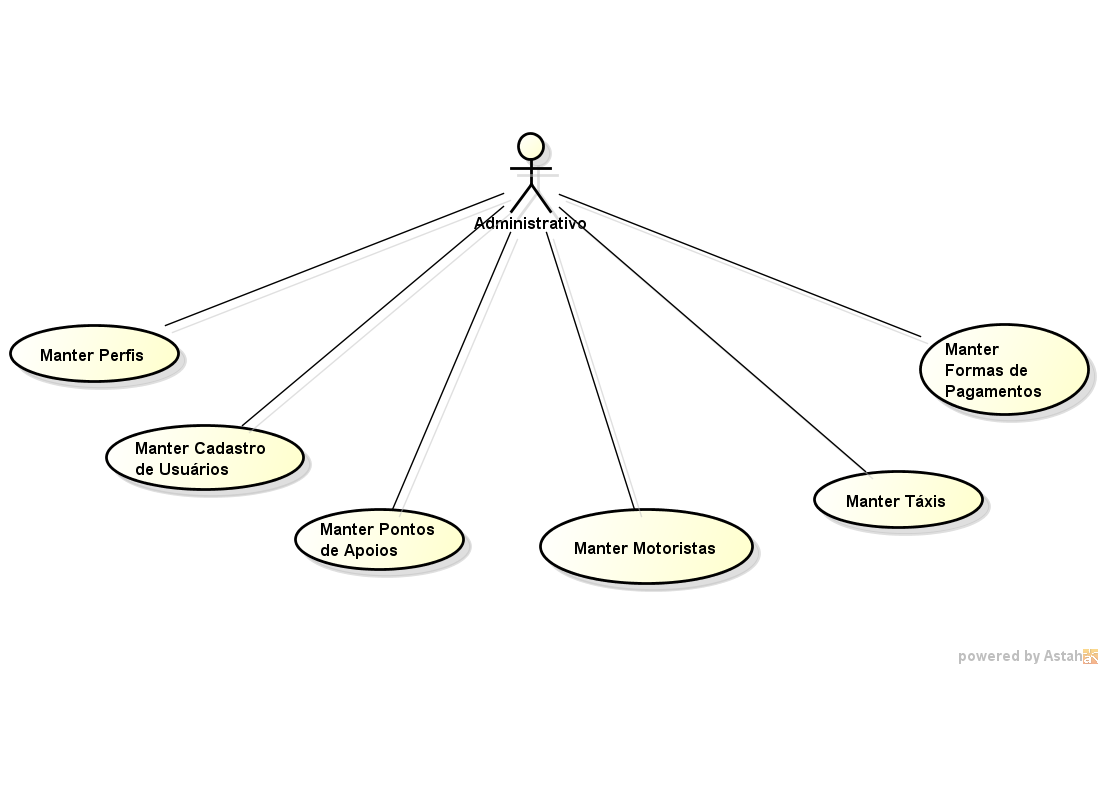 Administrativo
Manter Perfis
Manter
Formas de
Pagamentos
Manter Cadastro
de Usuários
Manter Táxis
Manter Pontos
de Apoios
Manter Motoristas
powered by Astah